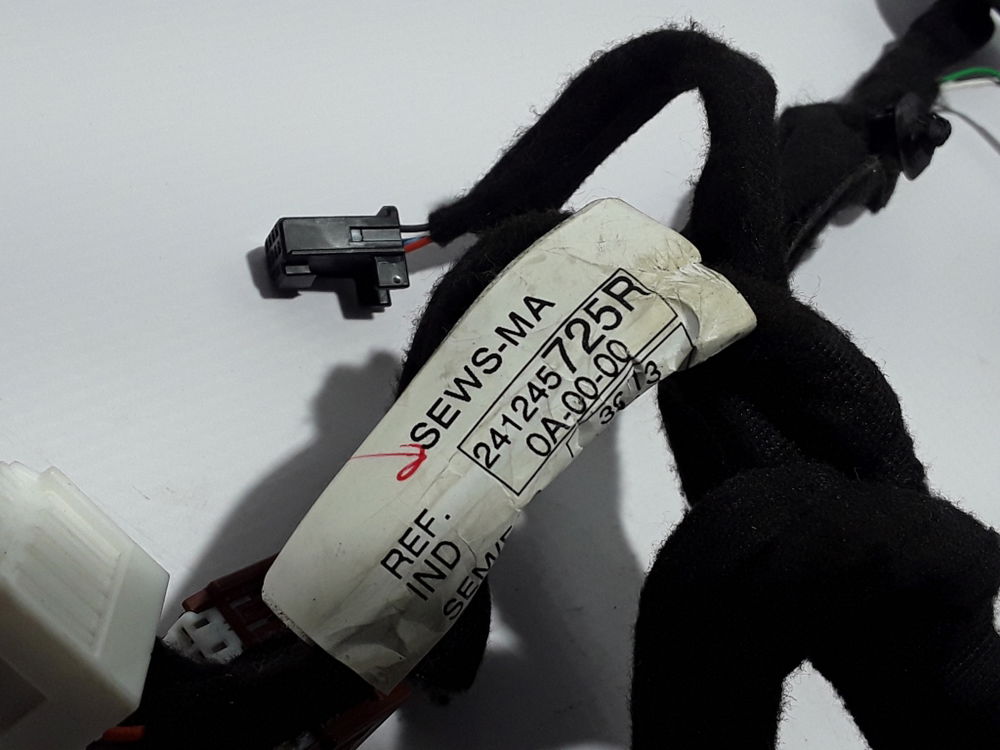 SEWS-MA
REF. 241245725R
IND 0A-00-00